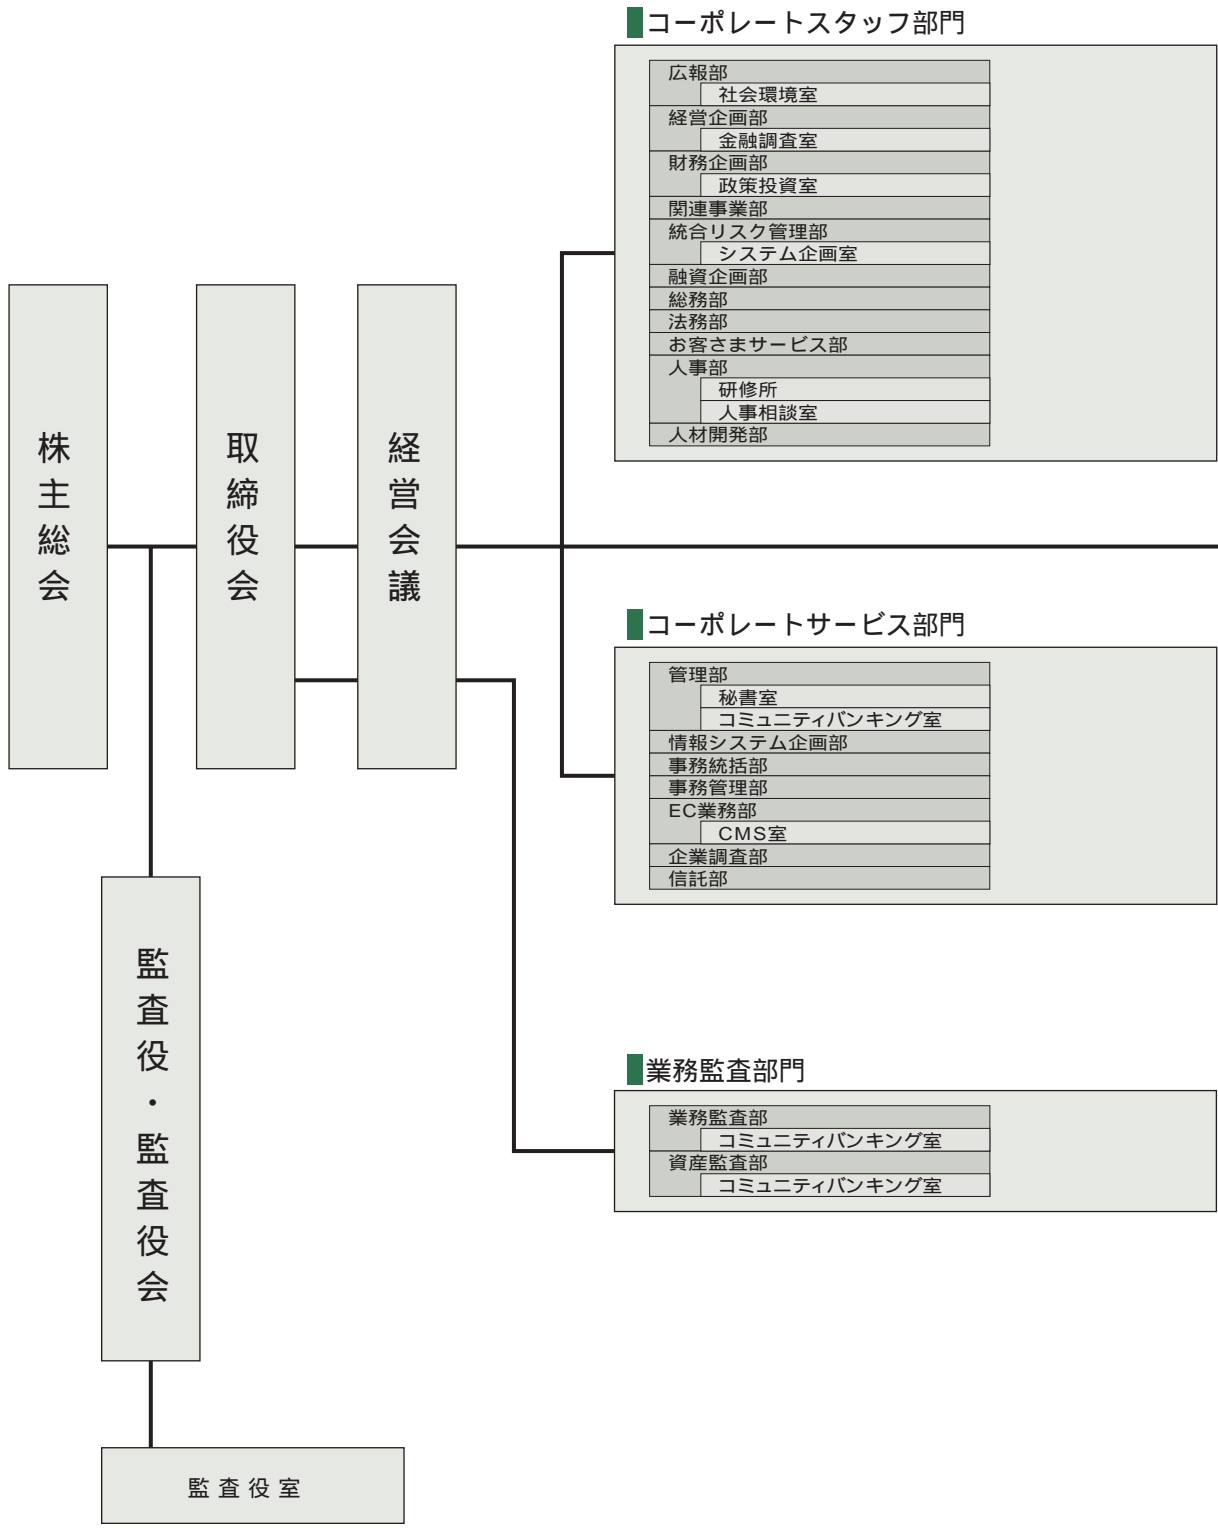 コーポレートスタッフ部門
広報部
社会環境室
経営企画部
金融調査室
財務企画部
政策投資室
関連事業部
統合リスク管理部
システム企画室
融資企画部
総務部
法務部
お客さまサービス部
人事部
研修所
人事相談室
人材開発部
株主総会
取締役会
経営会議
コーポレートサービス部門
管理部
秘書室
コミュニティバンキング室
情報システム企画部
事務統括部
事務管理部
EC業務部
CMS室
企業調査部
信託部
監査役・監査役会
業務監査部門
業務監査部
コミュニティバンキング室
資産監査部
コミュニティバンキング室
監査役室